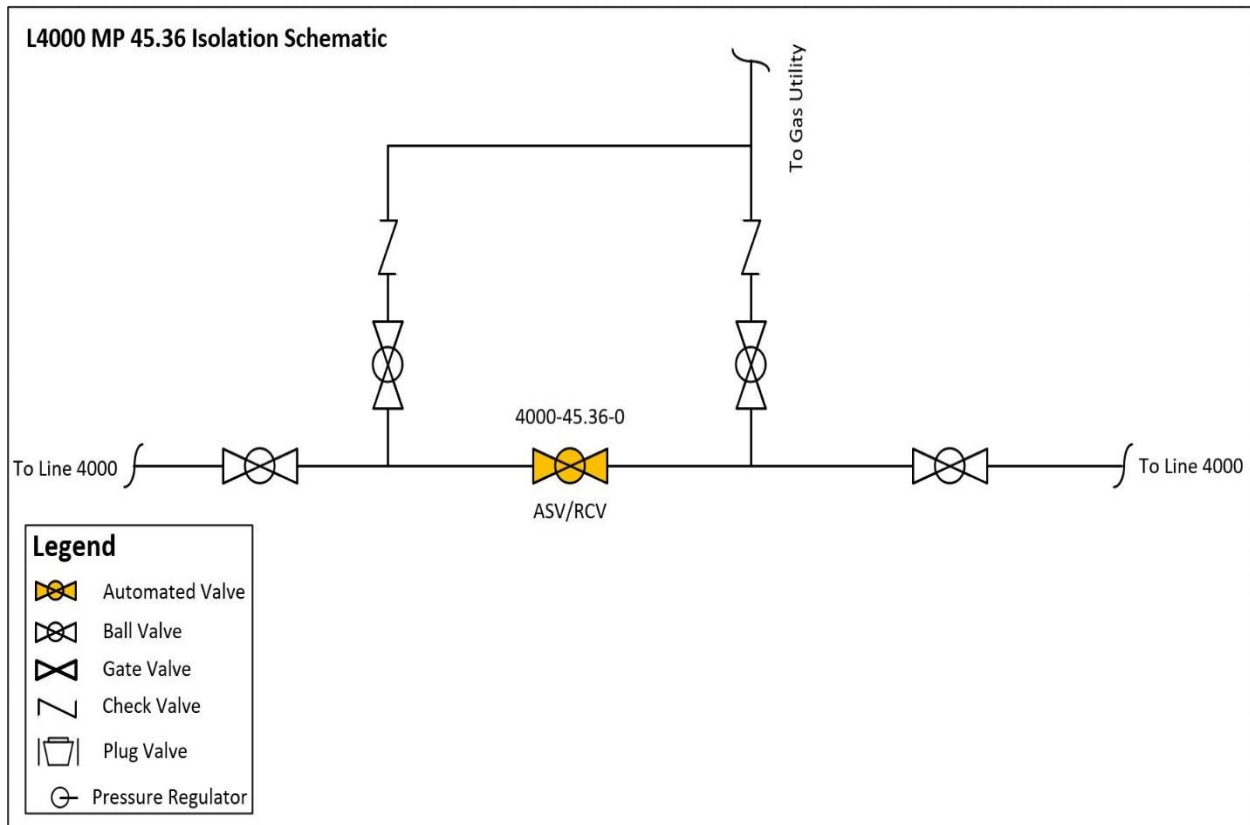 L4000 MP 45.36 Isolation Schematic
To Gas Utility
4000-45.36-0
To Line 4000
To Line 4000
ASV/RCV
Legend
Automated Valve
Ball Valve
Gate Valve
Check Valve
Plug Valve
Pressure Regulator